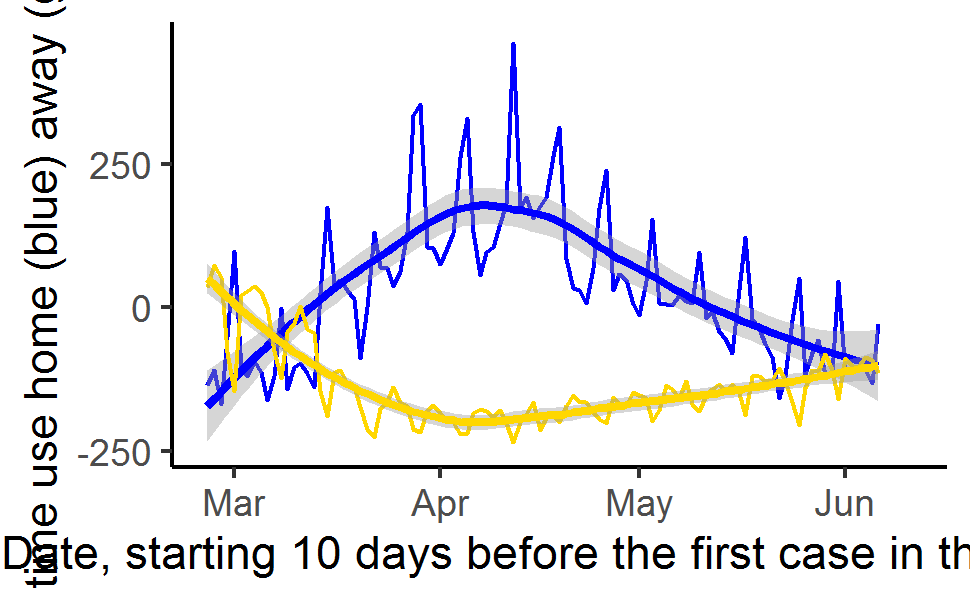 time use home (blue) away (
250
0
-250
Mar Apr May Jun
Date, starting 10 days before the first case in th